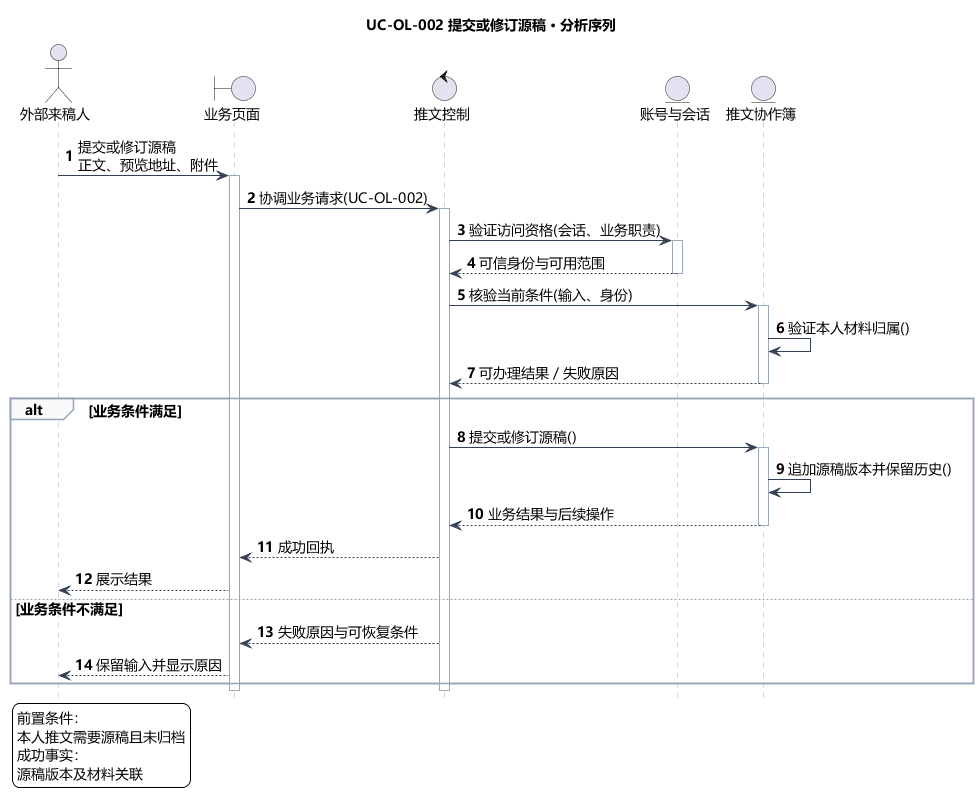 UC-OL-002 提交或修订源稿・分析序列
外部来稿人
业务页面
推文控制
账号与会话
推文协作簿
1 提交或修订源稿
正文、预览地址、附件
2 协调业务请求(UC-OL-002)
3 验证访问资格(会话、业务职责)
4 可信身份与可用范围
5 核验当前条件(输入、身份)
6 验证本人材料归属()
7 可办理结果 / 失败原因
alt [业务条件满足]
8 提交或修订源稿()
9 追加源稿版本并保留历史()
10 业务结果与后续操作
11 成功回执
12 展示结果
[业务条件不满足]
13 失败原因与可恢复条件
14 保留输入并显示原因
前置条件：
本人推文需要源稿且未归档
成功事实：
源稿版本及材料关联